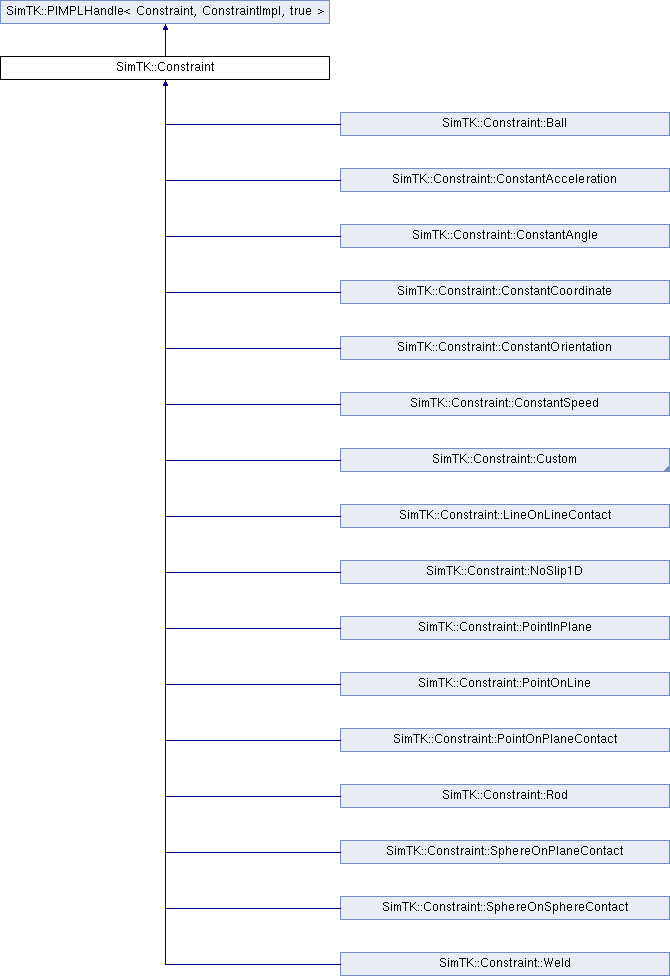 SimTK::PIMPLHandle< Constraint, ConstraintImpl, true >
SimTK::Constraint
SimTK::Constraint::Ball
SimTK::Constraint::ConstantAcceleration
SimTK::Constraint::ConstantAngle
SimTK::Constraint::ConstantCoordinate
SimTK::Constraint::ConstantOrientation
SimTK::Constraint::ConstantSpeed
SimTK::Constraint::Custom
SimTK::Constraint::LineOnLineContact
SimTK::Constraint::NoSlip1D
SimTK::Constraint::PointInPlane
SimTK::Constraint::PointOnLine
SimTK::Constraint::PointOnPlaneContact
SimTK::Constraint::Rod
SimTK::Constraint::SphereOnPlaneContact
SimTK::Constraint::SphereOnSphereContact
SimTK::Constraint::Weld